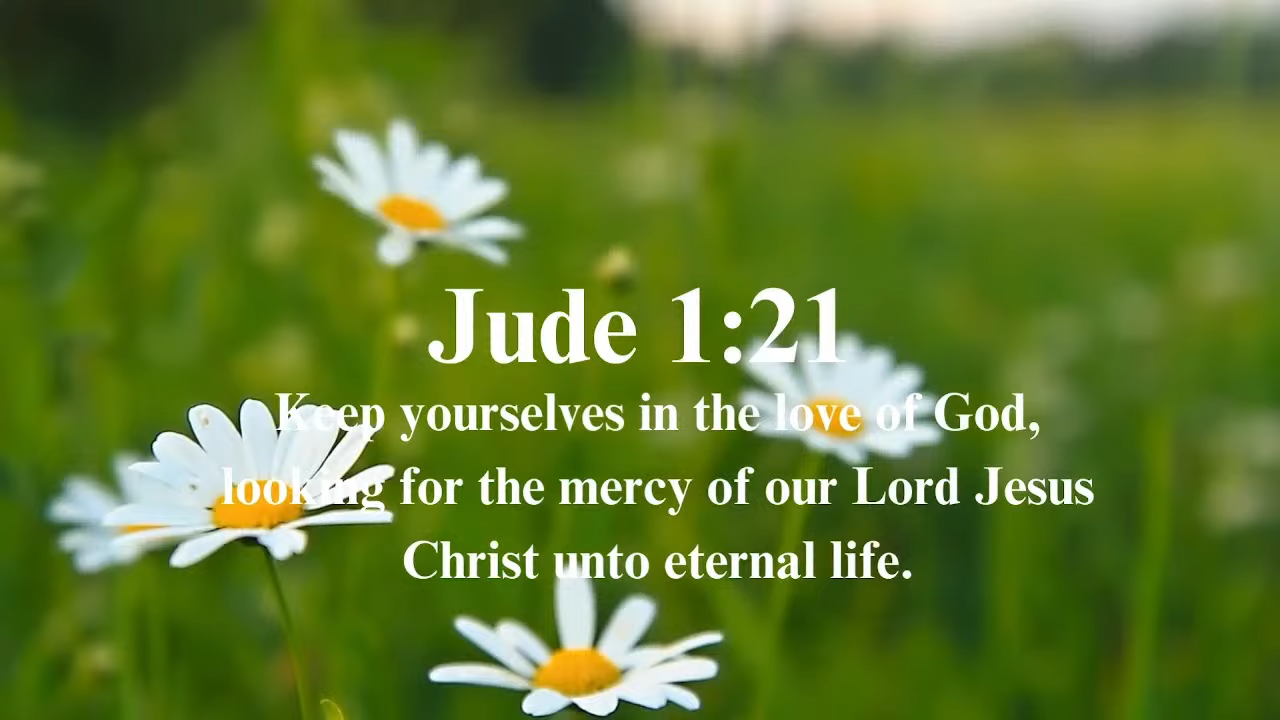 Jude 1:21
Keep yourselves in the love of God,
looking for the mercy of our Lord Jesus
Christ unto eternal life.